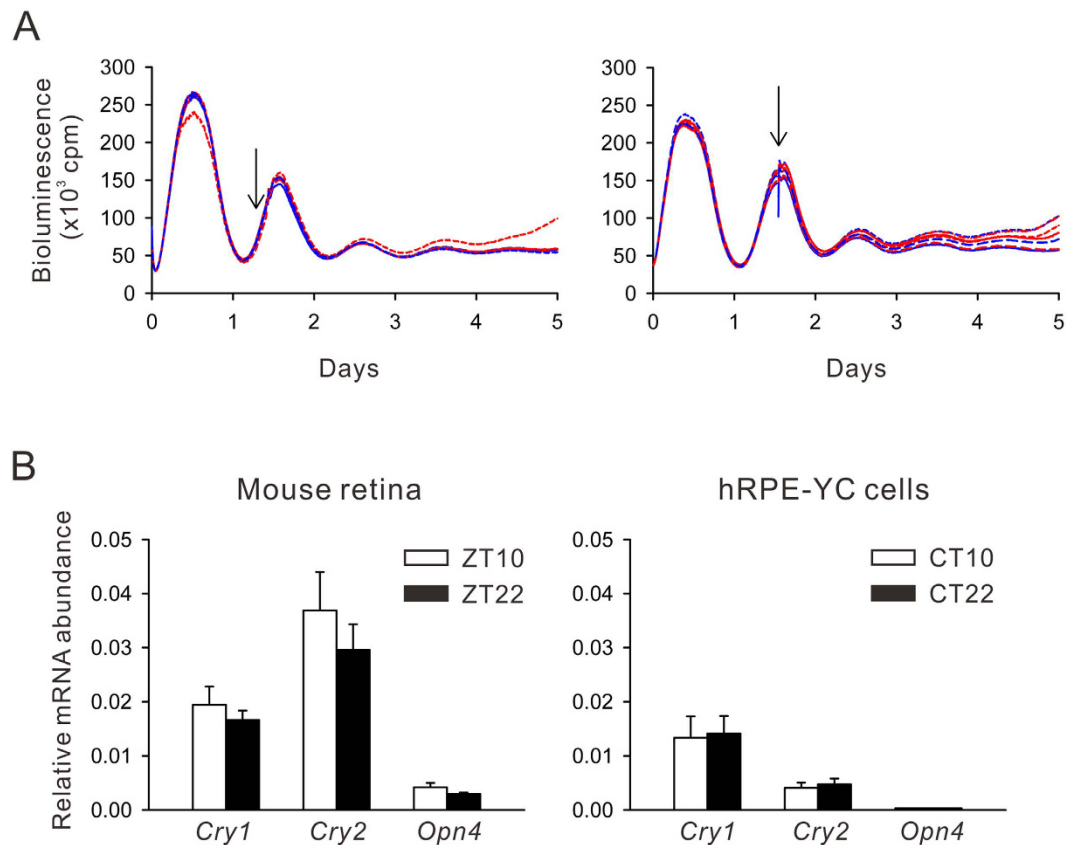 A
Bioluminescence
(x10³ cpm)
300
250
200
150
100
50
0
0 1 2 3 4 5
Days
300
250
200
150
100
50
0
0 1 2 3 4 5
Days
B
Mouse retina
Relative mRNA abundance
0.05
0.04
0.03
0.02
0.01
0.00
ZT10
ZT22
Cry1 Cry2 Opn4
hRPE-YC cells
0.05
0.04
0.03
0.02
0.01
0.00
CT10
CT22
Cry1 Cry2 Opn4